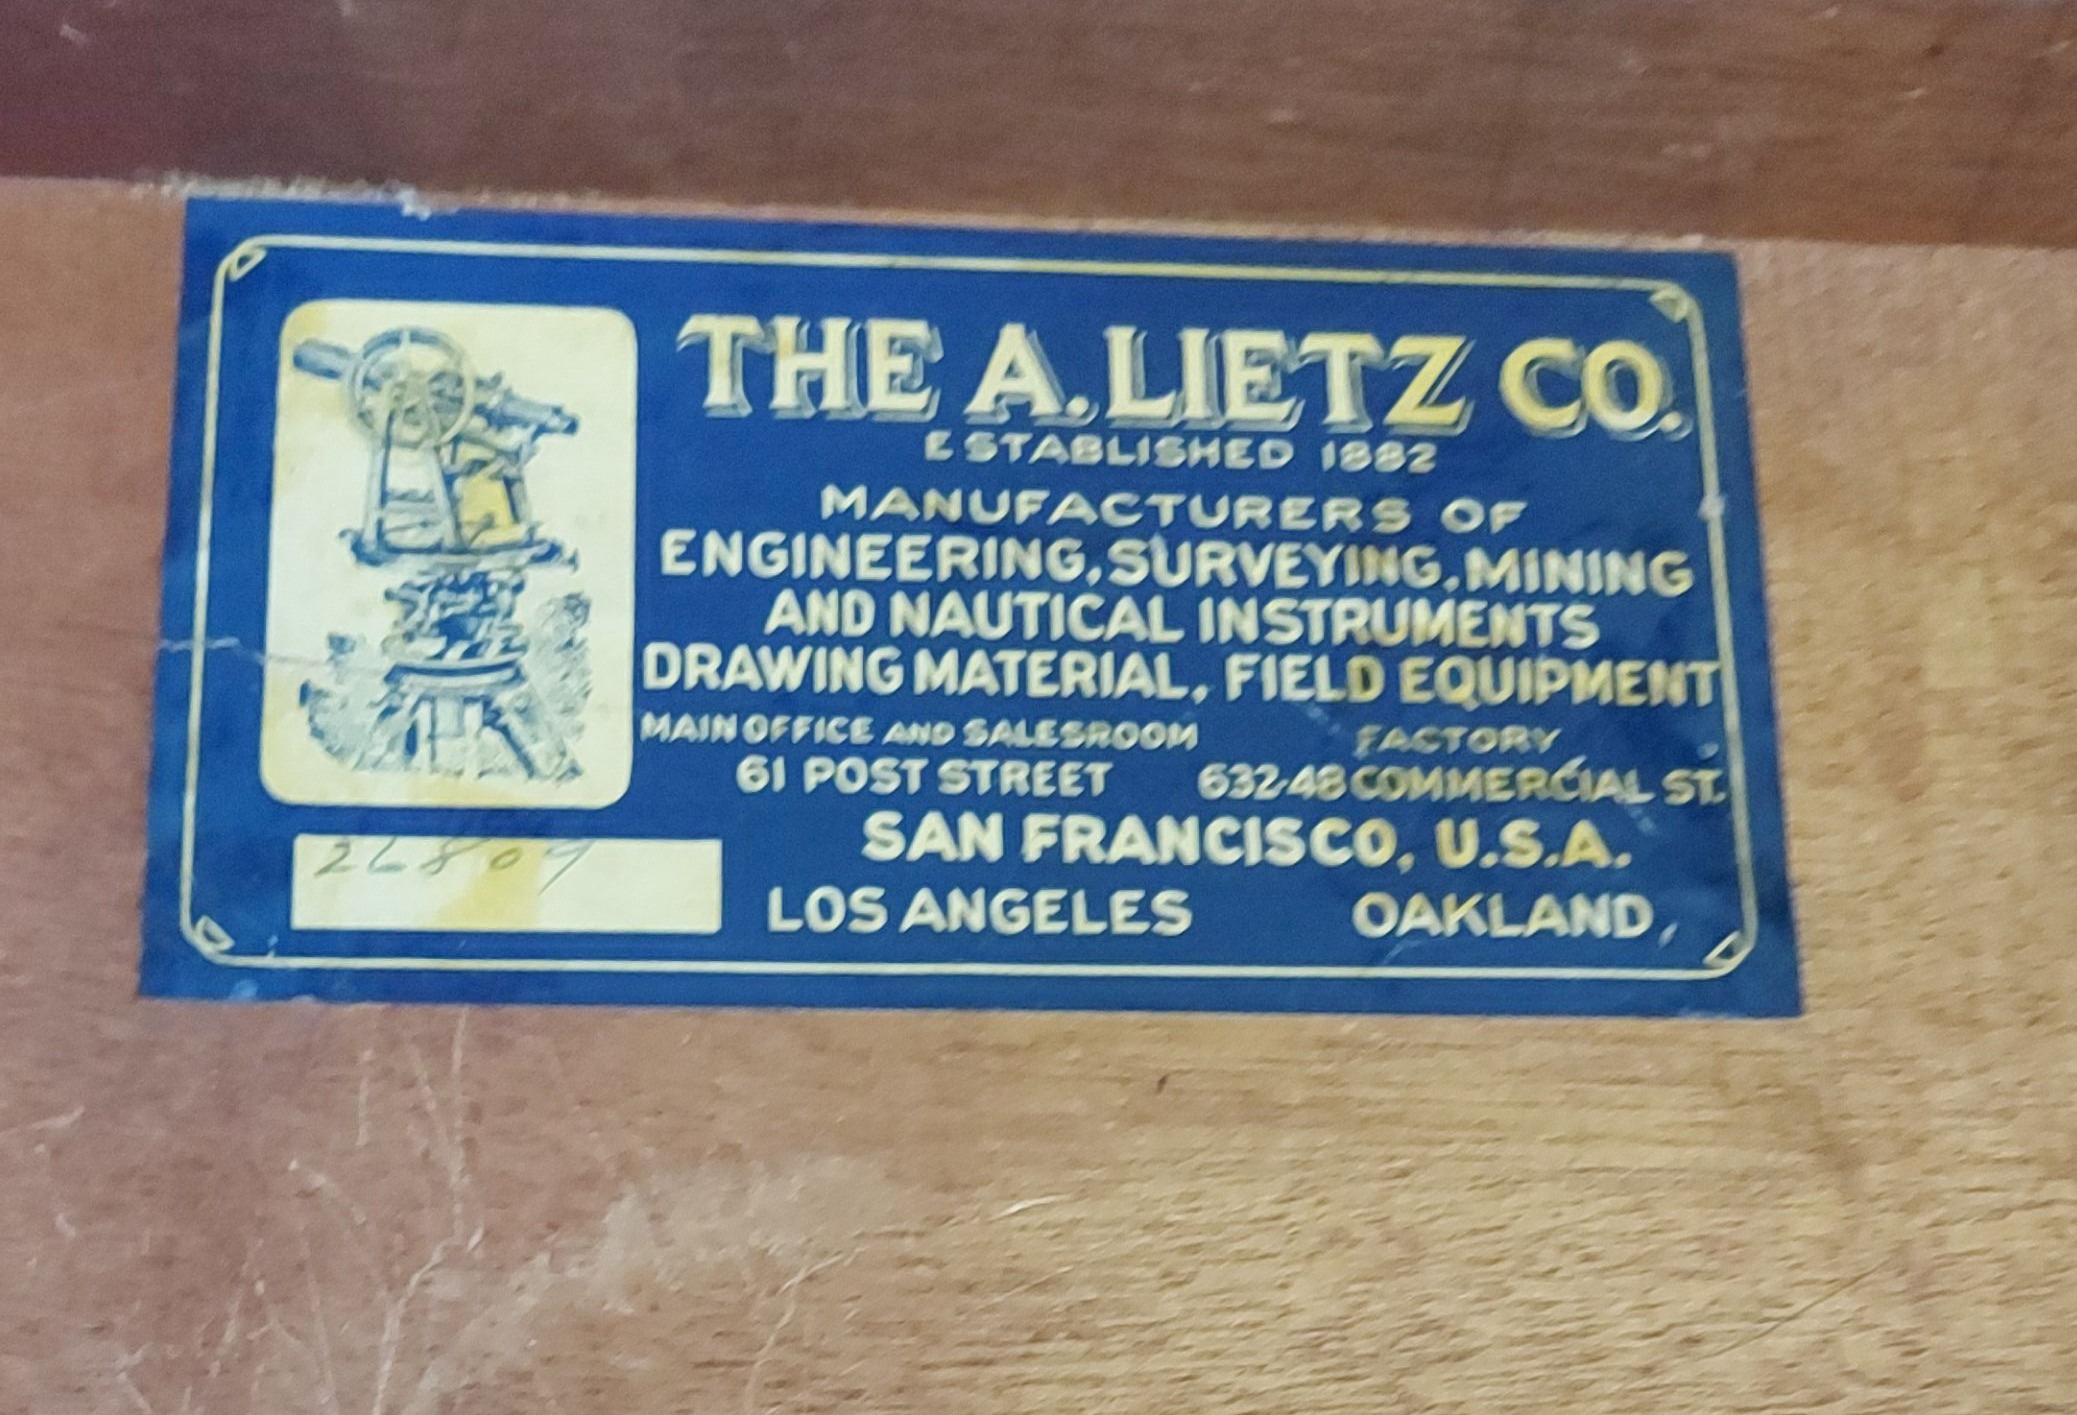 THE A. LIETZ CO.
ESTABLISHED 1882
MANUFACTURERS OF
ENGINEERING, SURVEYING, MINING
AND NAUTICAL INSTRUMENTS
DRAWING MATERIAL, FIELD EQUIPMENT
MAIN OFFICE AND SALESROOM FACTORY
61 POST STREET 632-48 COMMERCIAL ST.
SAN FRANCISCO, U.S.A.
LOS ANGELES OAKLAND,
26809